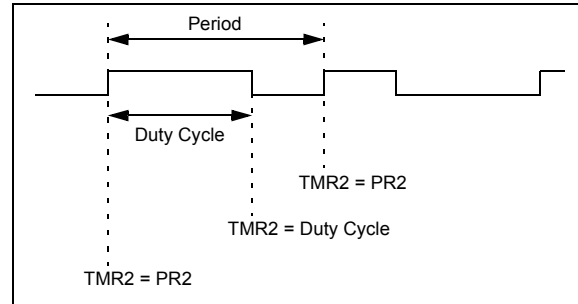 Period
Duty Cycle
TMR2 = PR2
TMR2 = Duty Cycle
TMR2 = PR2